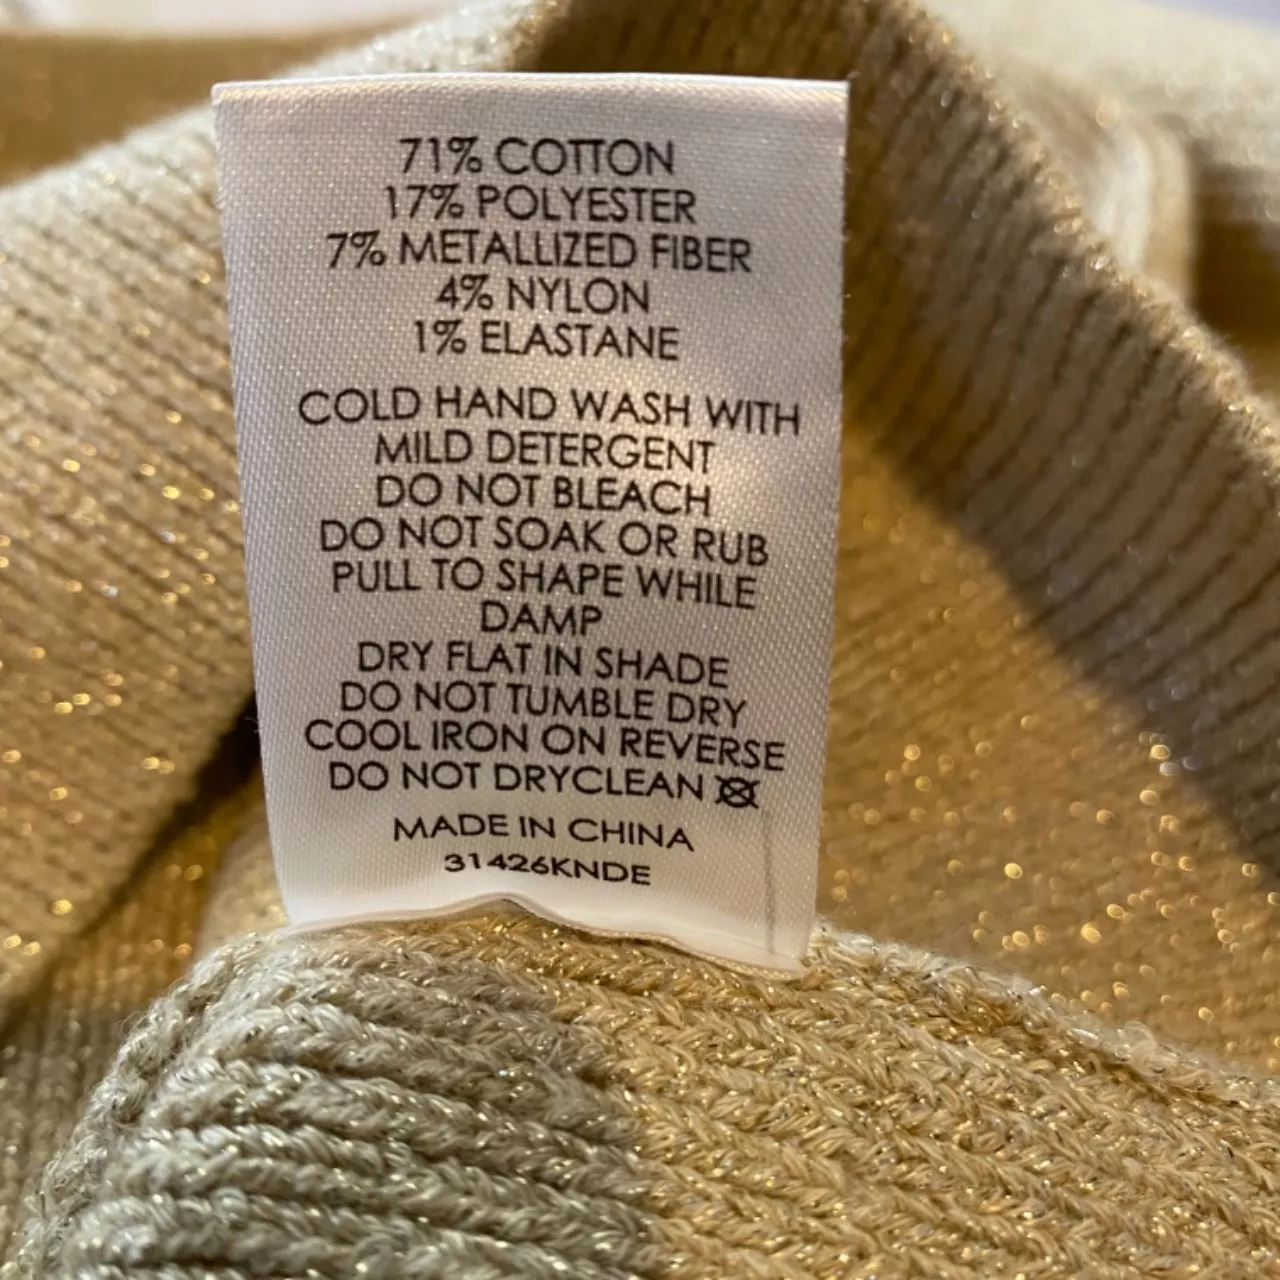 71% COTTON
17% POLYESTER
7% METALLIZED FIBER
4% NYLON
1% ELASTANE
COLD HAND WASH WITH
MILD DETERGENT
DO NOT BLEACH
DO NOT SOAK OR RUB
PULL TO SHAPE WHILE
DAMP
DRY FLAT IN SHADE
DO NOT TUMBLE DRY
COOL IRON ON REVERSE
DO NOT DRYCLEAN
MADE IN CHINA
31426KNDE